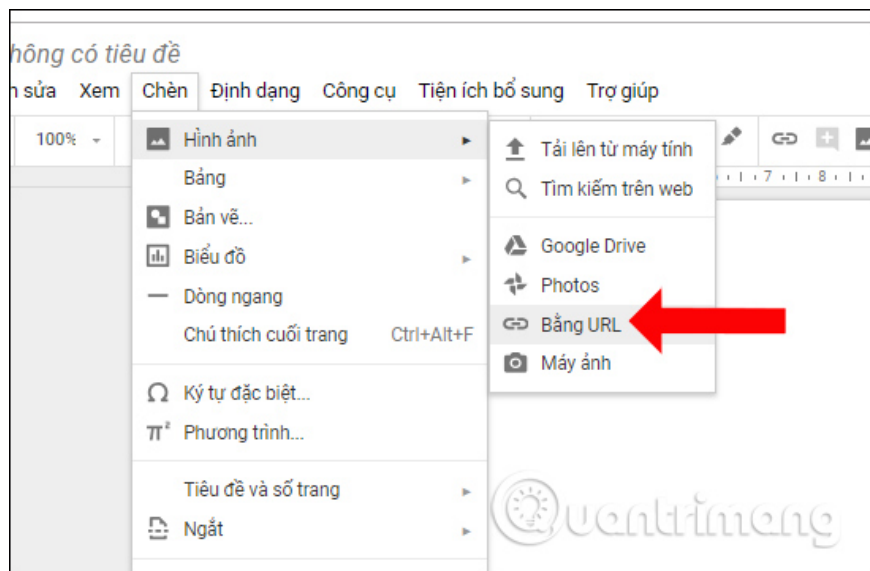 hông có tiêu đề
n sửa Xem Chèn Định dạng Công cụ Tiện ích bổ sung Trợ giúp
100%
7 8
Hình ảnh
Bảng
Bản vẽ...
Biểu đồ
Dòng ngang
Chú thích cuối trang Ctrl+Alt+F
Ký tự đặc biệt...
Phương trình...
Tiêu đề và số trang
Ngắt
Tải lên từ máy tính
Tìm kiếm trên web
Google Drive
Photos
Bằng URL
Máy ảnh
Quantrimang